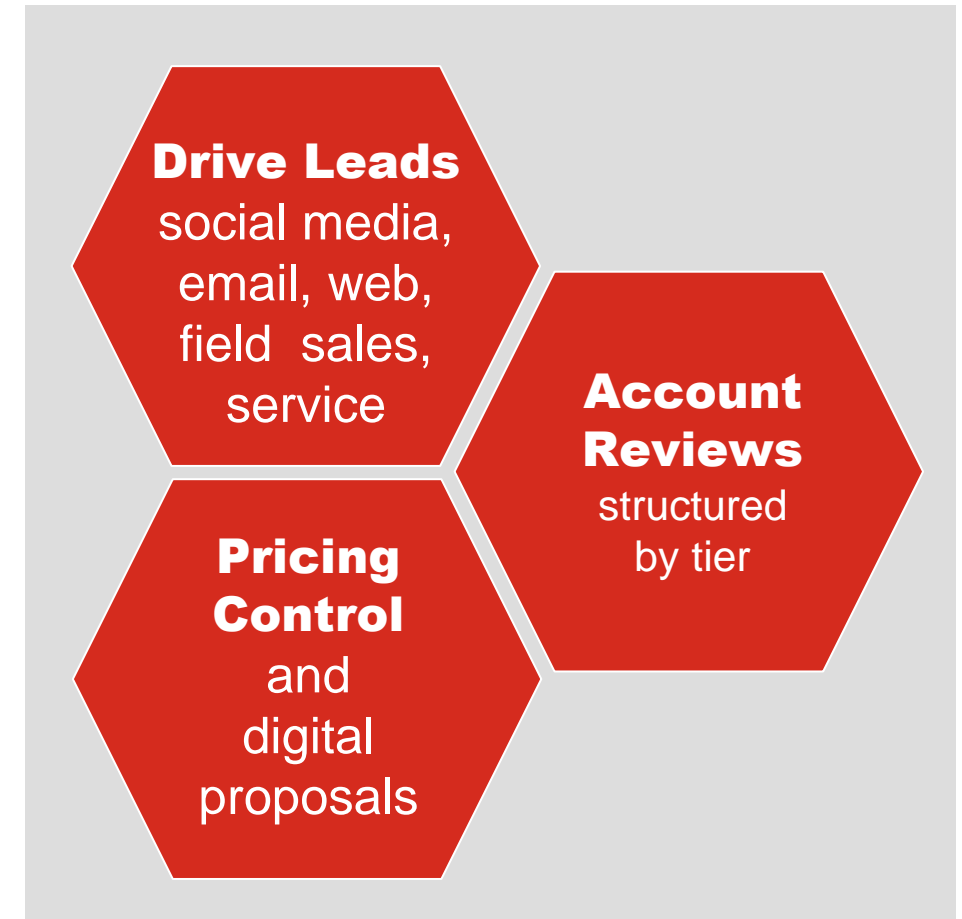 Drive Leads
social media,
email, web,
field  sales,
service
Account
Reviews
structured
by tier
Pricing
Control
and
digital
proposals